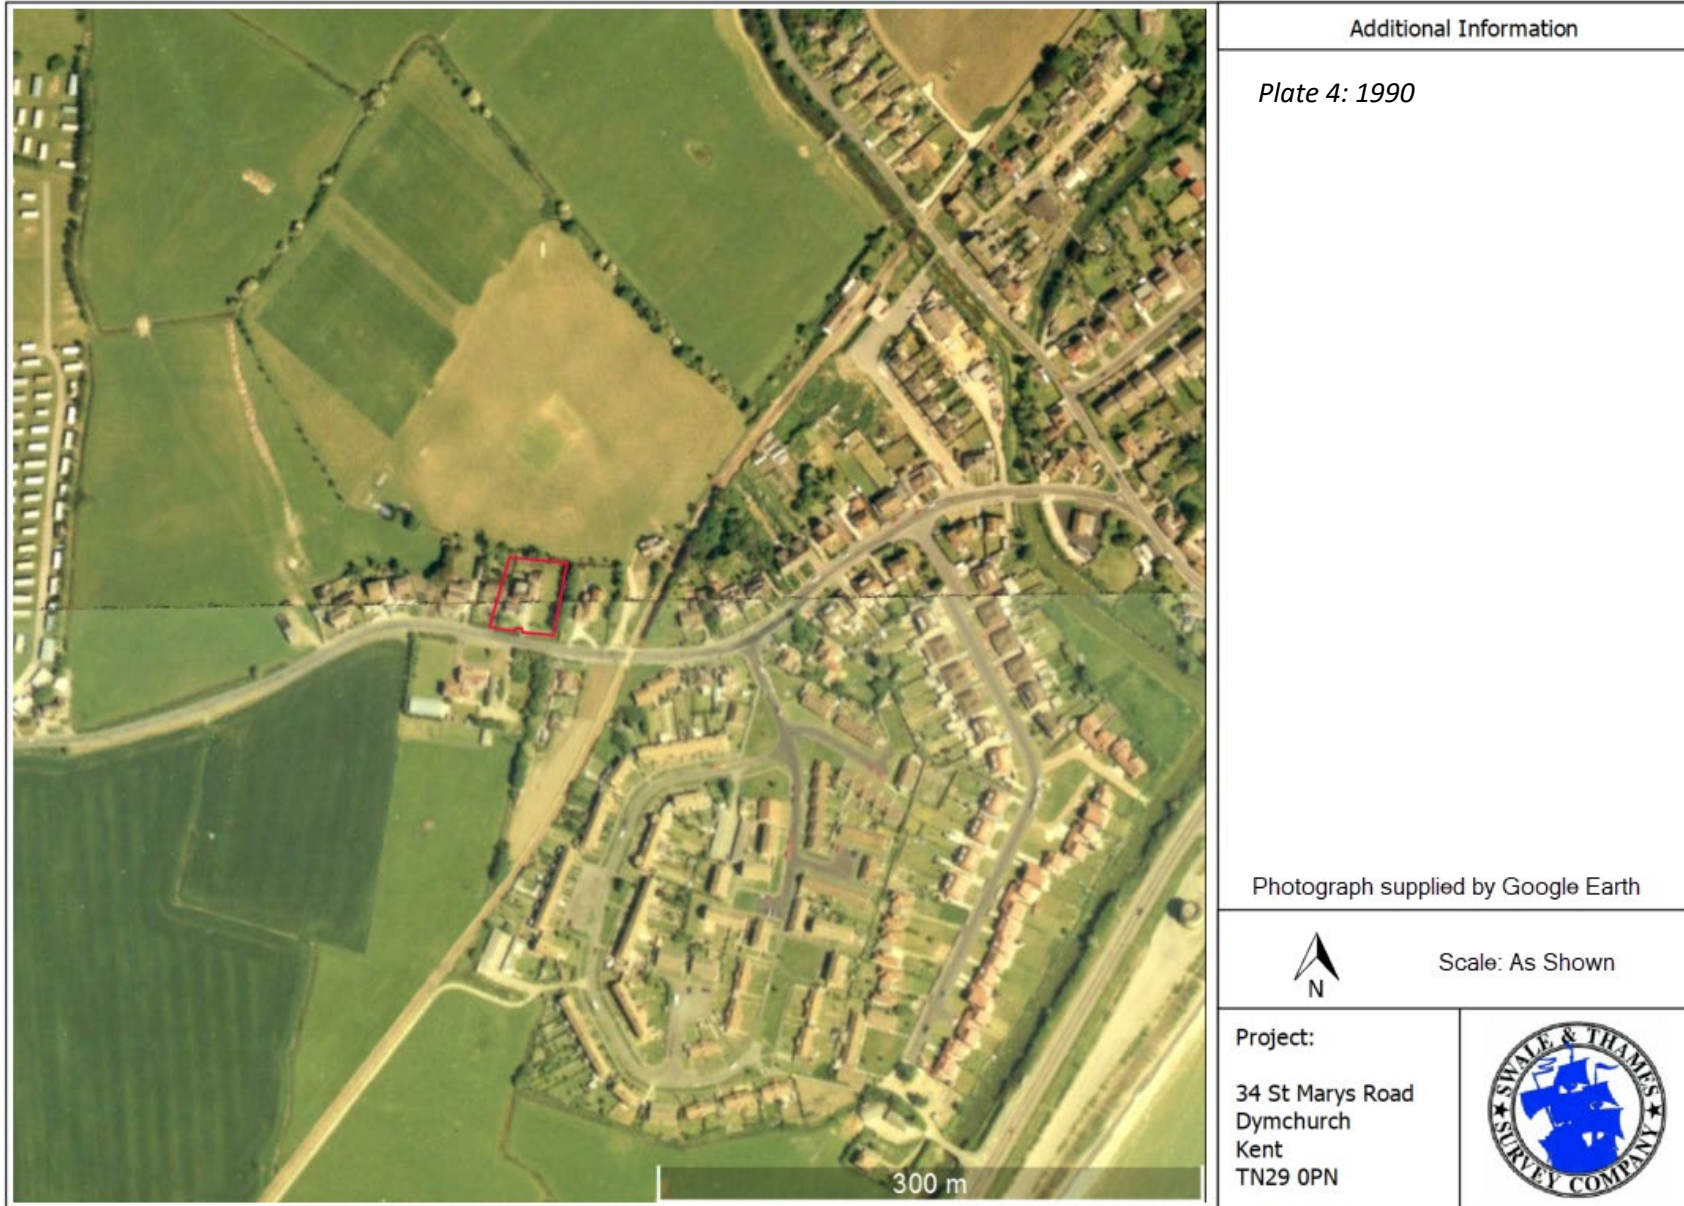 Additional Information
Plate 4: 1990
Photograph supplied by Google Earth
N
Scale: As Shown
Project:
34 St Marys Road
Dymchurch
Kent
TN29 0PN
SWALE & THAMES
SURVEY COMPANY
300 m